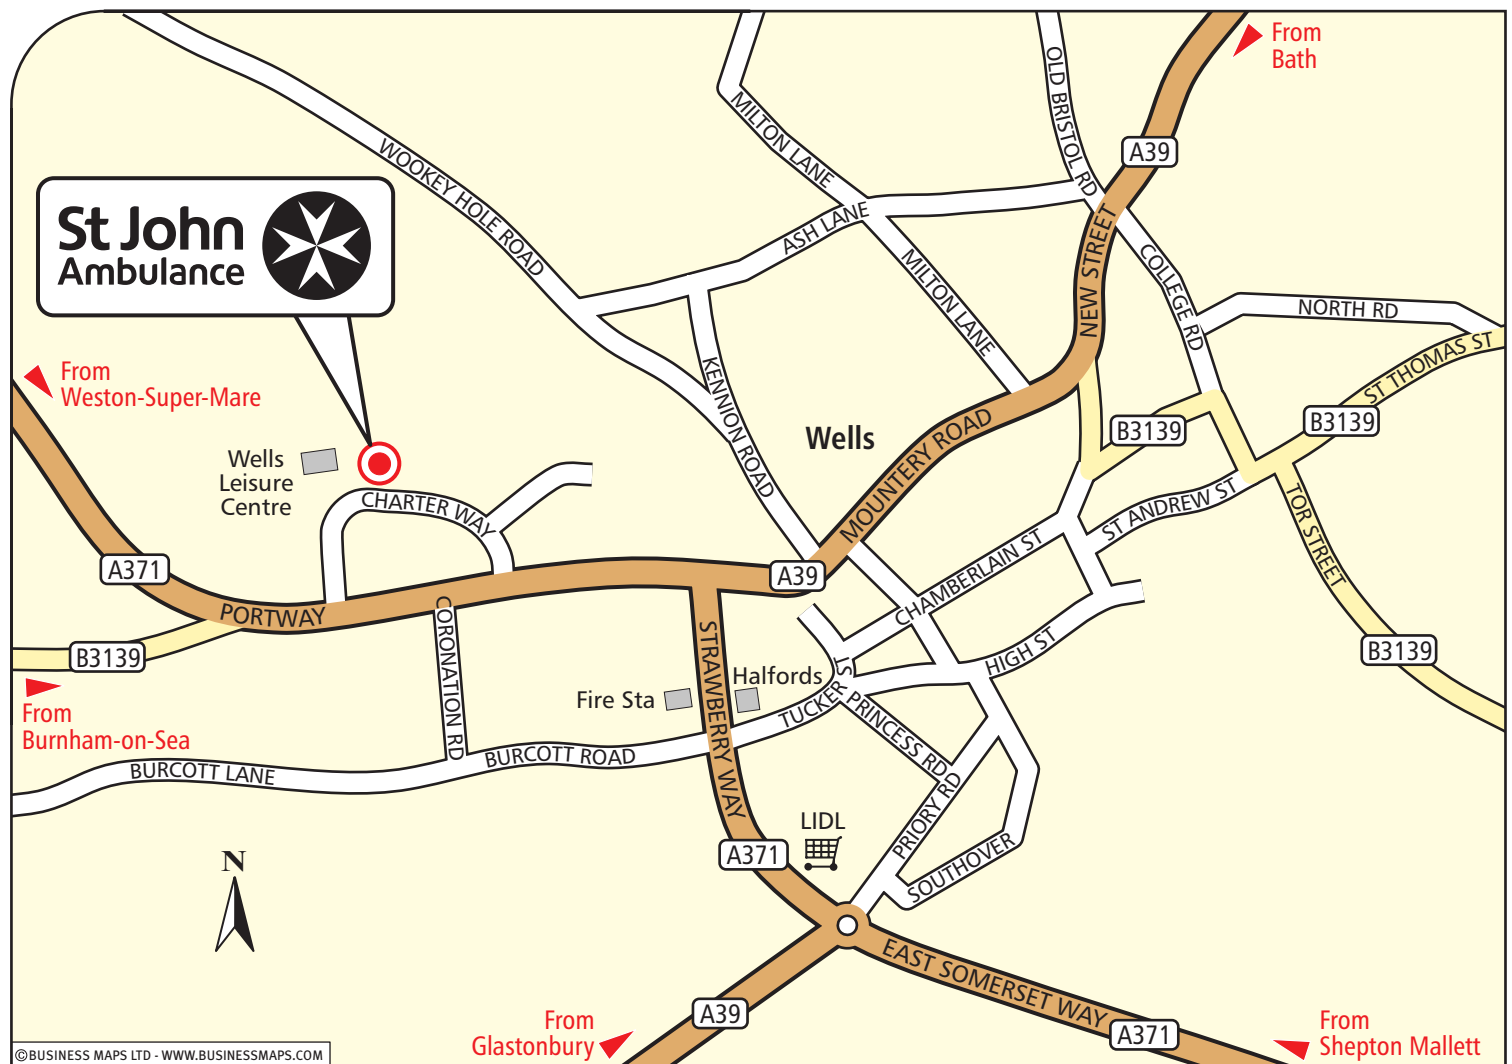 From
Bath
OLD BRISTOL RD
A39
MILTON LANE
WOOKEY HOLE ROAD
St John
Ambulance
ASH LANE
NEW STREET
COLLEGE RD
MILTON LANE
NORTH RD
ST THOMAS ST
From
Weston-Super-Mare
KENNION ROAD
Wells
B3139
B3139
MOUNTERY ROAD
Wells
Leisure
Centre
CHARTER WAY
ST ANDREW ST
TOR STREET
A371
A39
CHAMBERLAIN ST
PORTWAY
CORONATION RD
STRAWBERRY WAY
B3139
HIGH ST
B3139
Halfords
Fire Sta
TUCKER ST
PRINCESS RD
From
Burnham-on-Sea
BURCOTT LANE
BURCOTT ROAD
PRIORY RD
LIDL
A371
SOUTHOVER
N
EAST SOMERSET WAY
A39
A371
From
Glastonbury
From
Shepton Mallett
©BUSINESS MAPS LTD - WWW.BUSINESSMAPS.COM